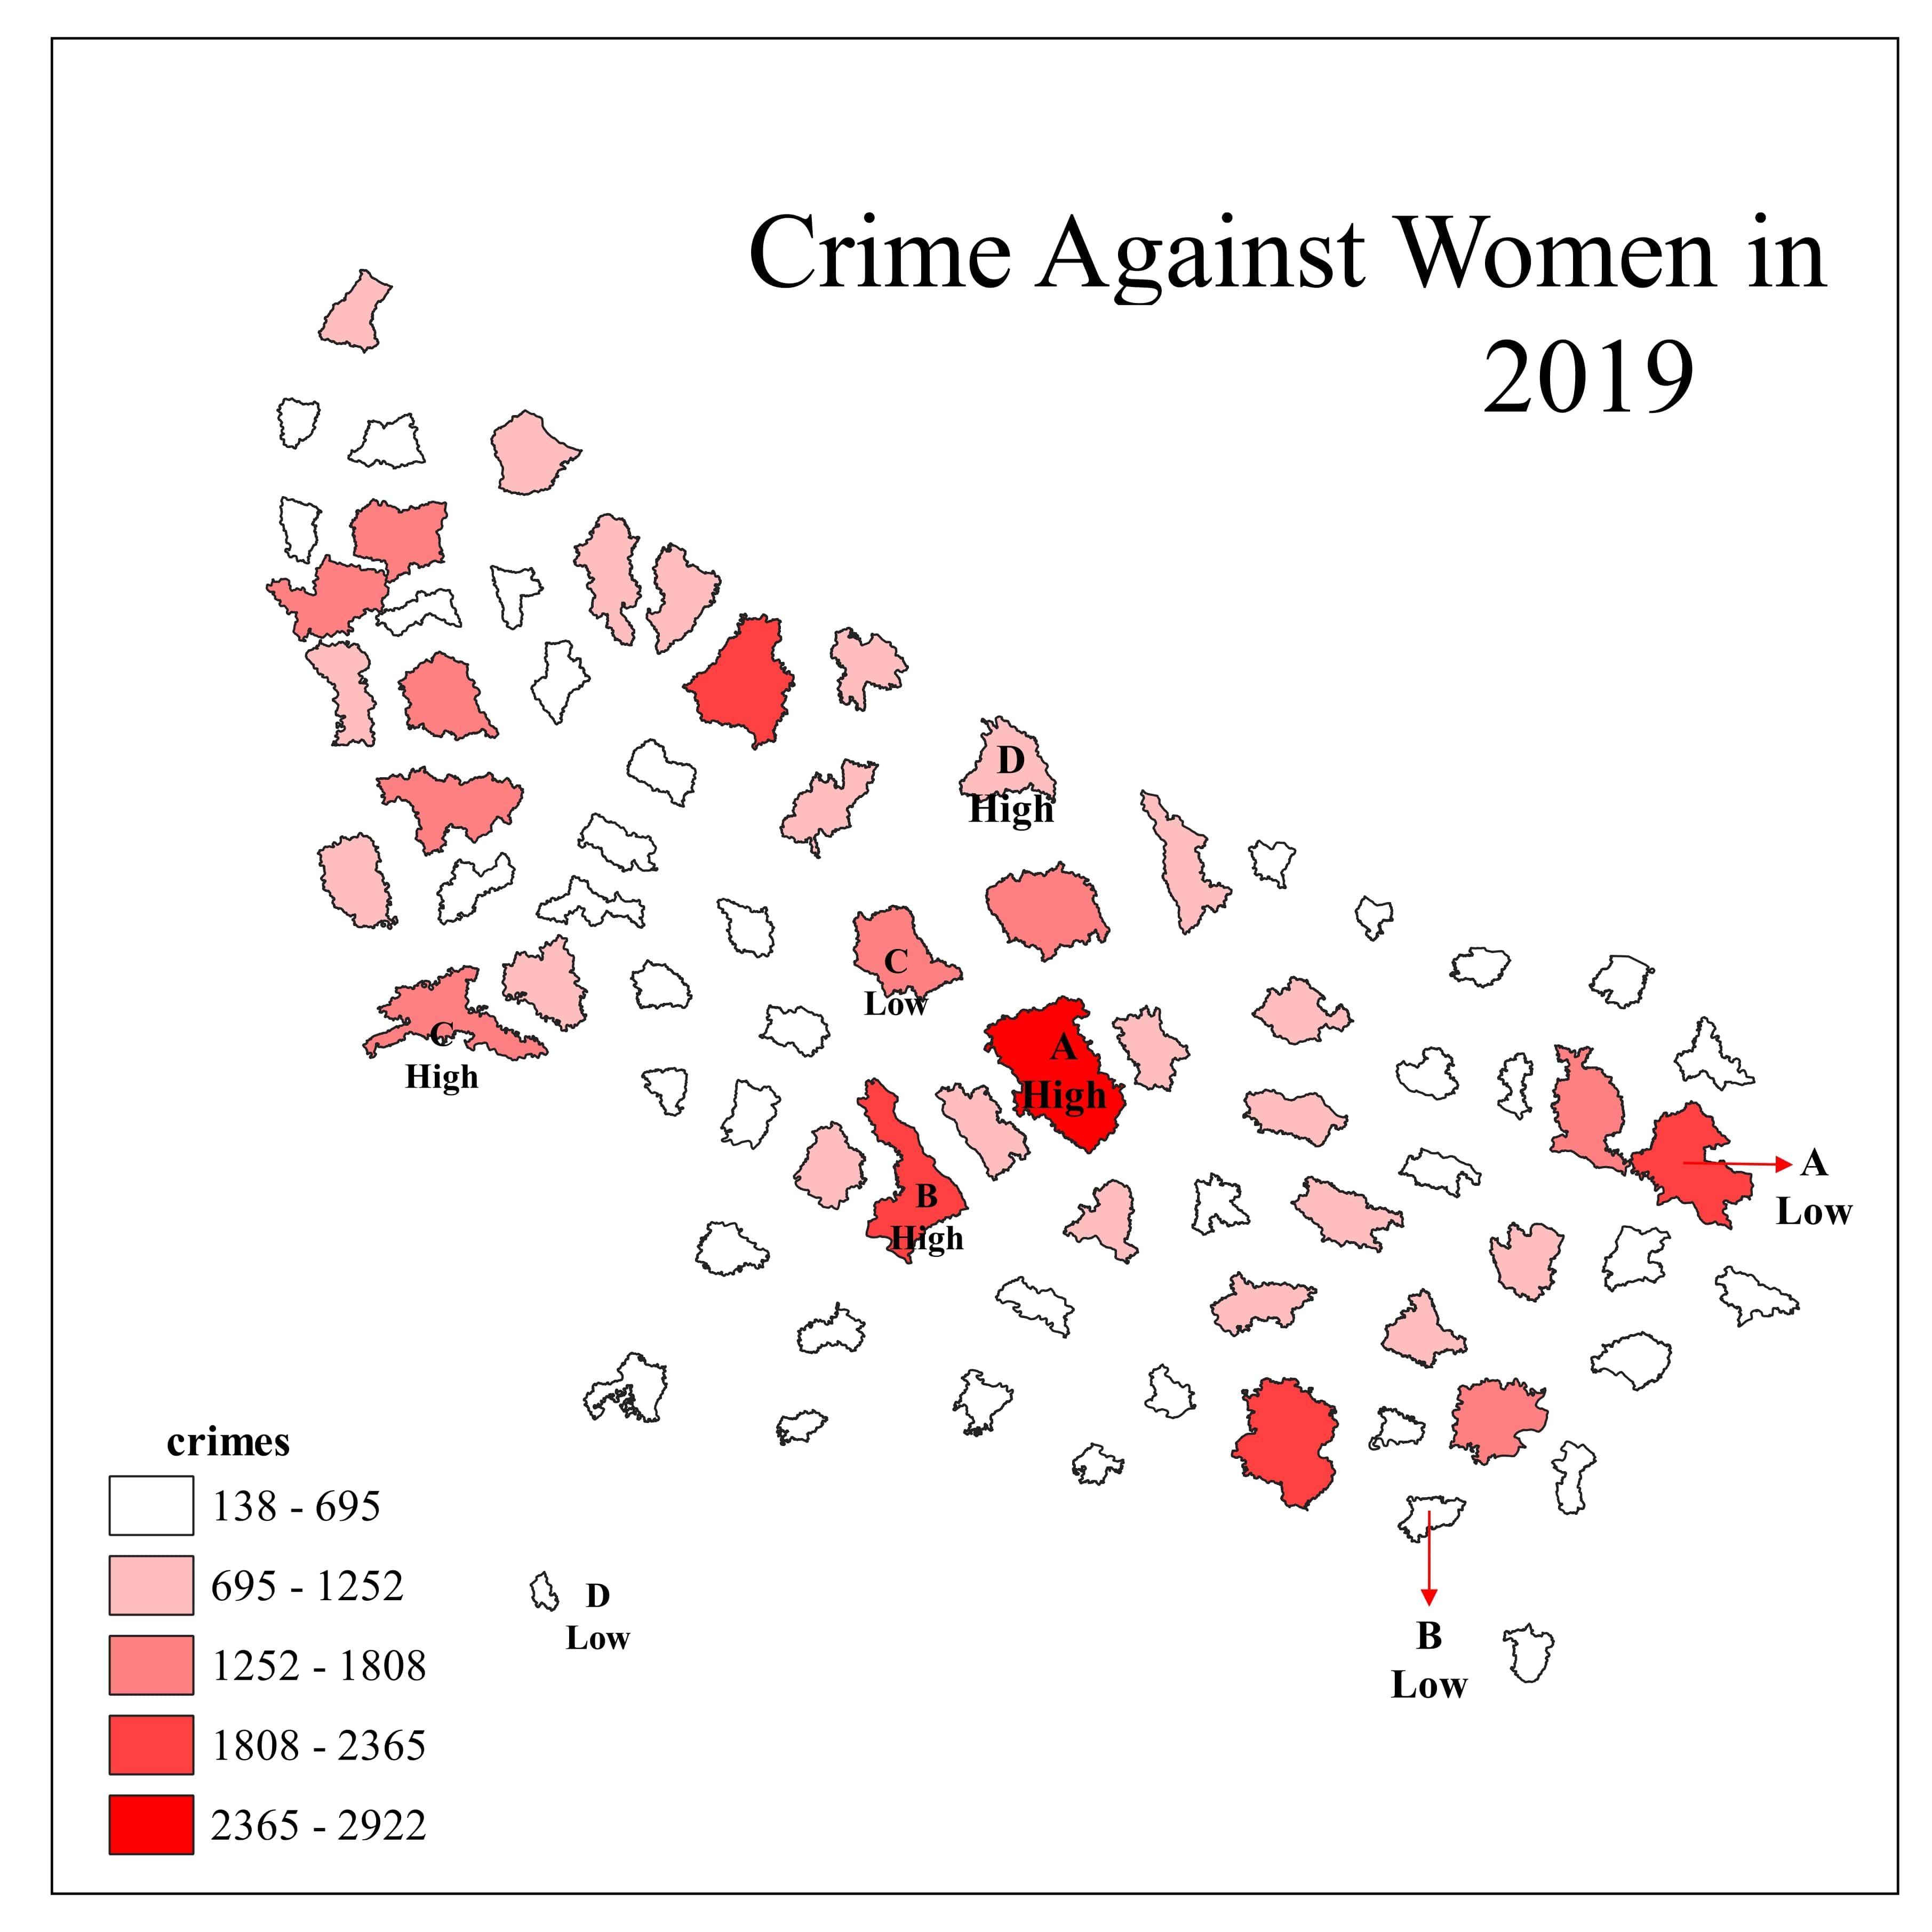 Crime Against Women in
2019
D
High
C
Low
A
High
C
High
A
Low
B
High
crimes
138 - 695
695 - 1252
1252 - 1808
1808 - 2365
2365 - 2922
D
Low
B
Low